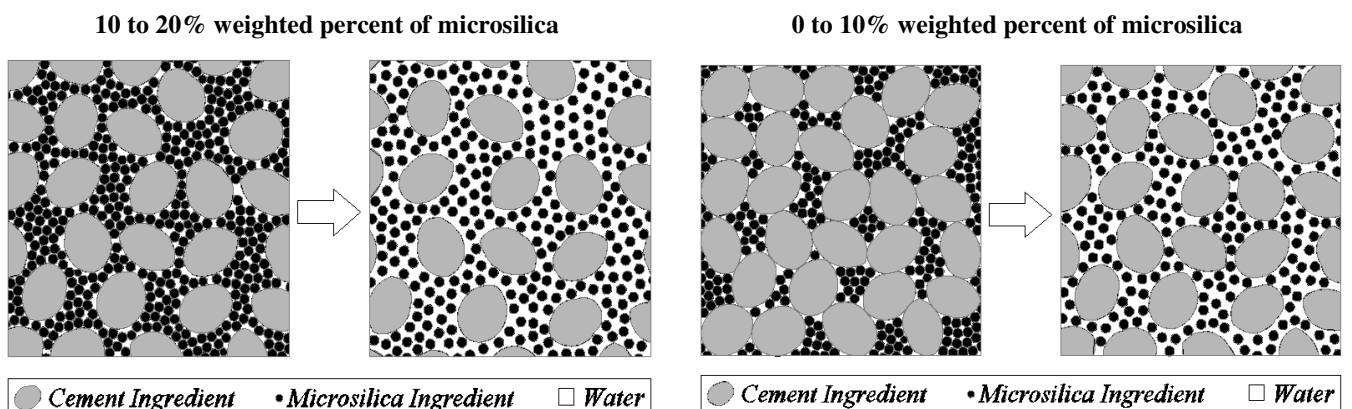 10 to 20% weighted percent of microsilica
0 to 10% weighted percent of microsilica
Cement Ingredient Microsilica Ingredient Water
Cement Ingredient Microsilica Ingredient Water